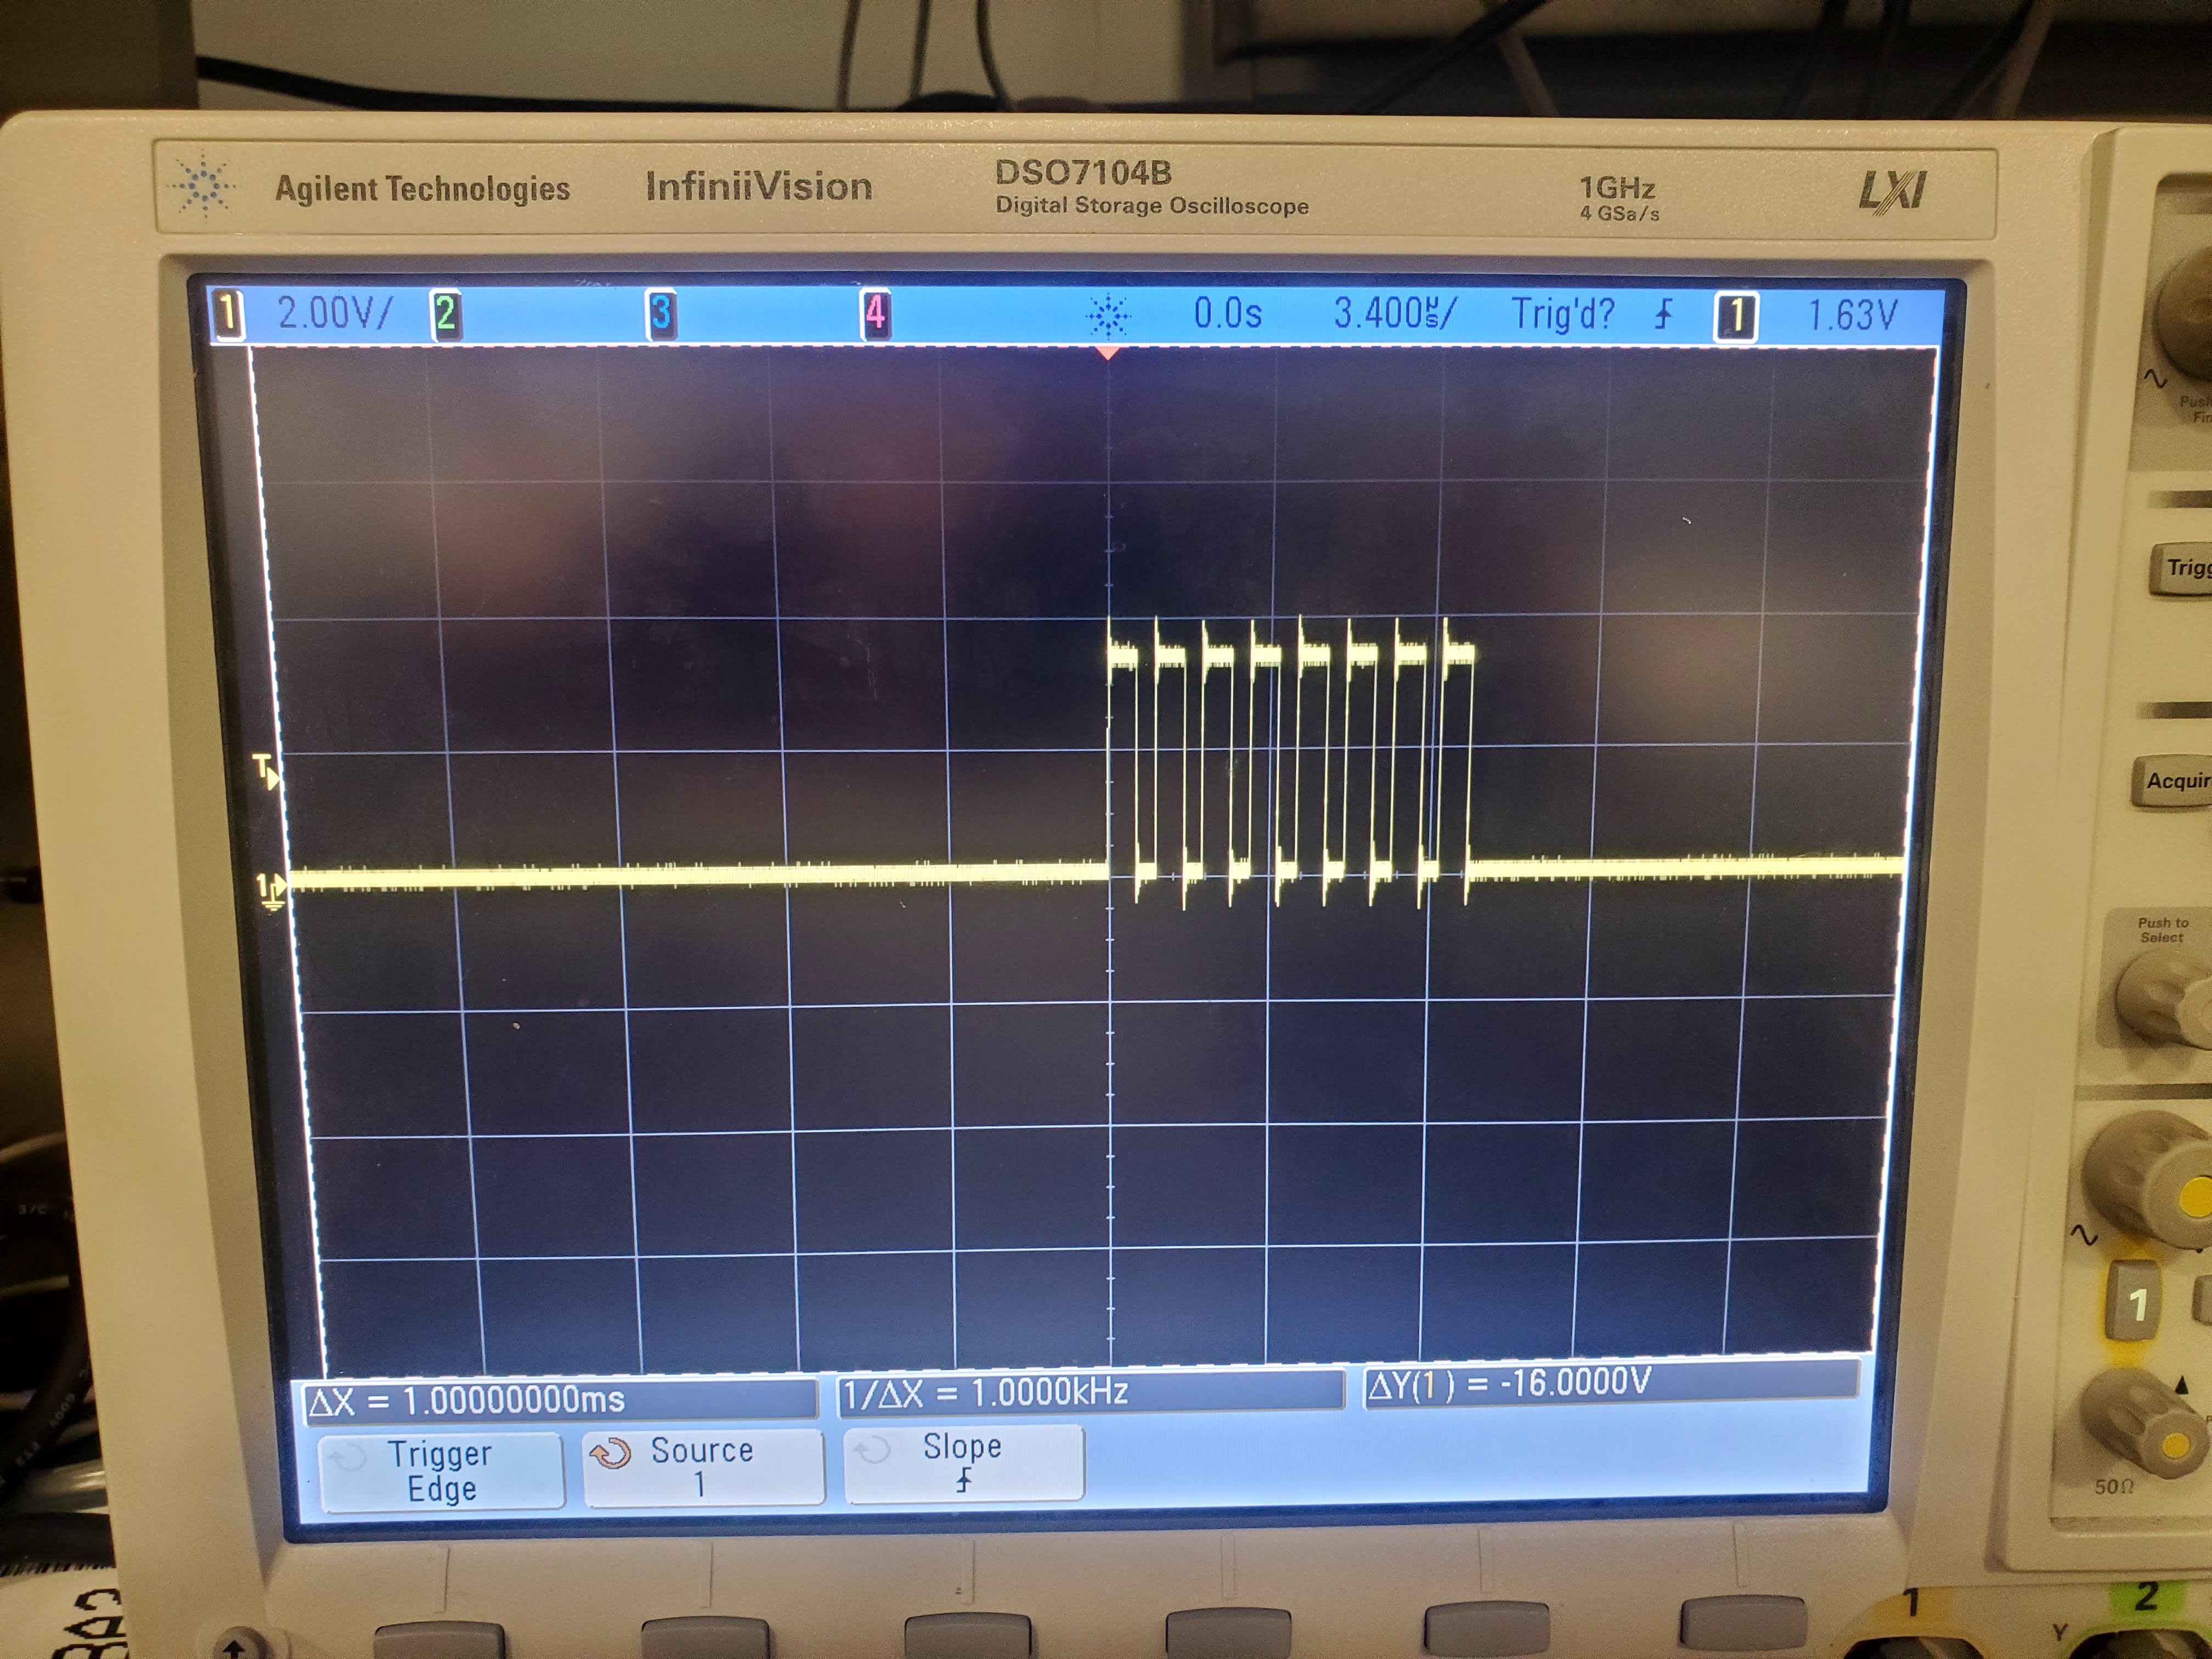 Agilent Technologies InfiniiVision DSO7104B 1GHz LXI
Digital Storage Oscilloscope 4 GSa/s
1 2.00V/ 2 3 4 0.0s 3.400µs/ Trig'd? 1 1.63V
Push
Trigg
T
Acquir
1
Push to
Select
1
ΔX = 1.00000000ms 1/ΔX = 1.0000kHz ΔY(1) = -16.0000V
Trigger Source Slope
Edge 1
50Ω
1 2
Y